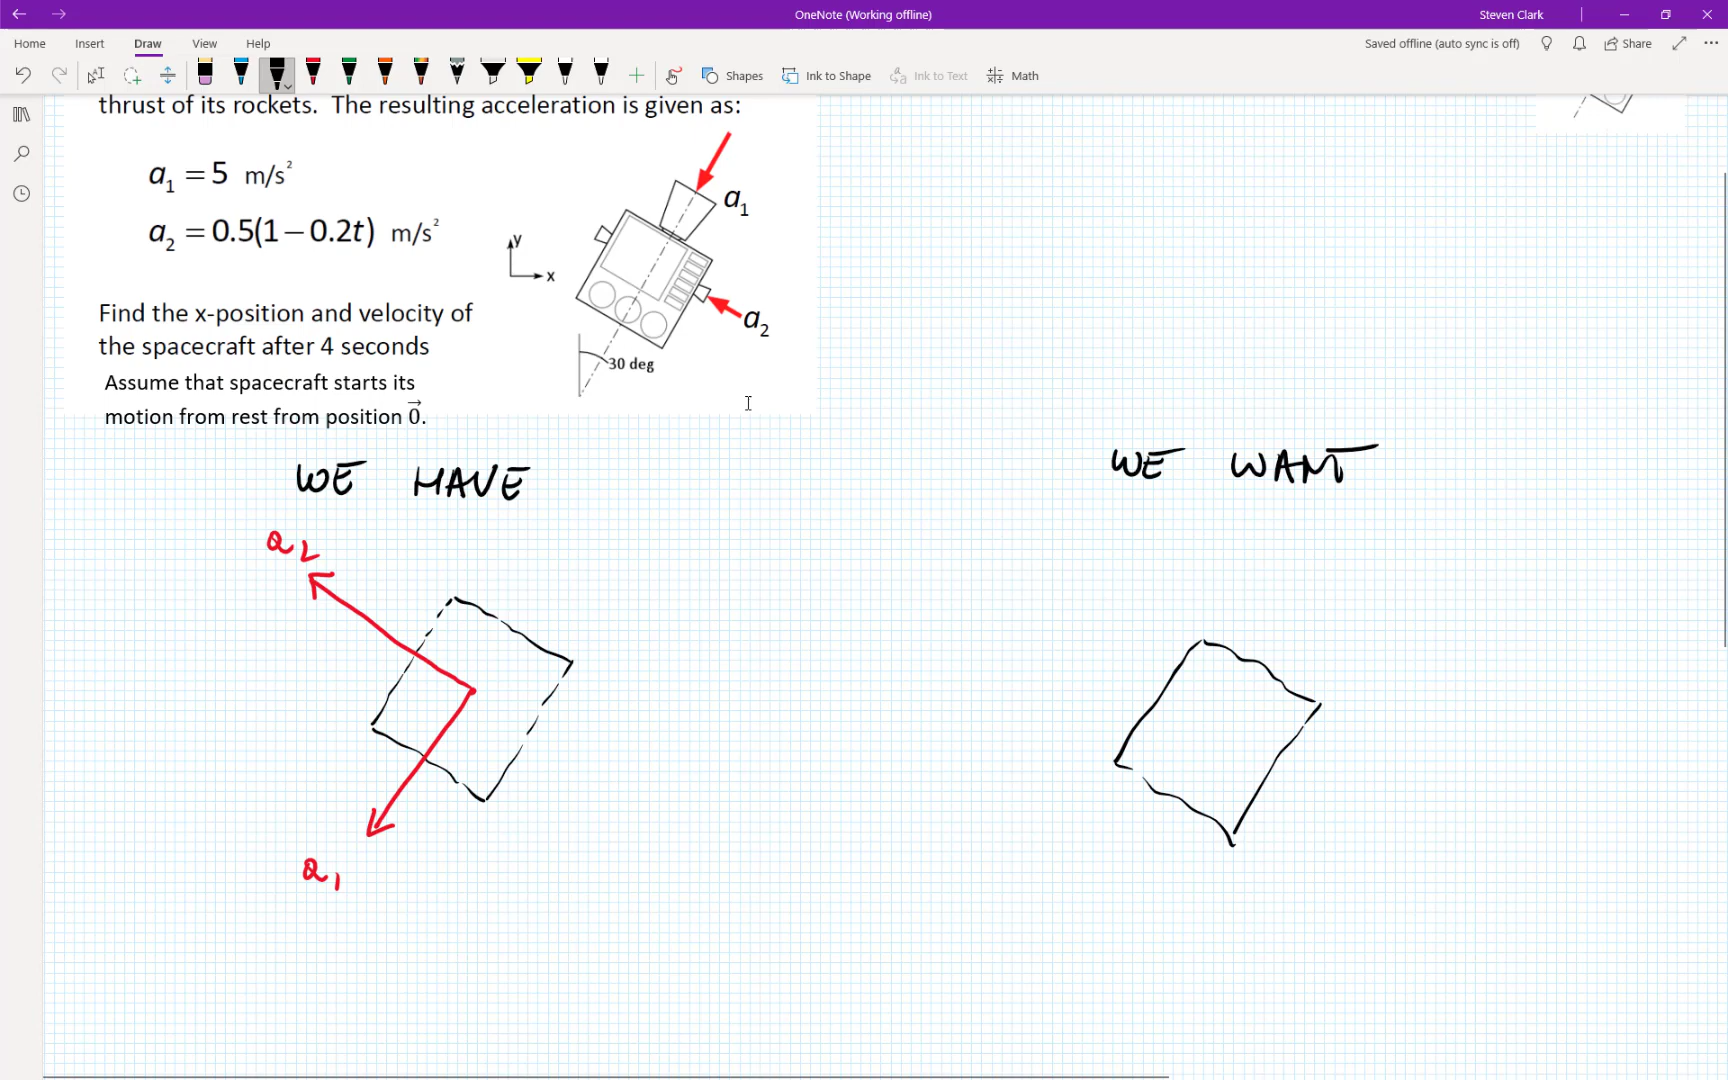 OneNote (Working offline)
Steven Clark
Home Insert Draw View Help
Saved offline (auto sync is off) Share
Shapes Ink to Shape Ink to Text Math
thrust of its rockets. The resulting acceleration is given as:
a₁ = 5 m/s²
a₂ = 0.5(1 − 0.2t) m/s²
y
x
a₁
a₂
30 deg
Find the x-position and velocity of
the spacecraft after 4 seconds
Assume that spacecraft starts its
motion from rest from position 0⃗.
WE HAVE
WE WANT
a₂
a₁